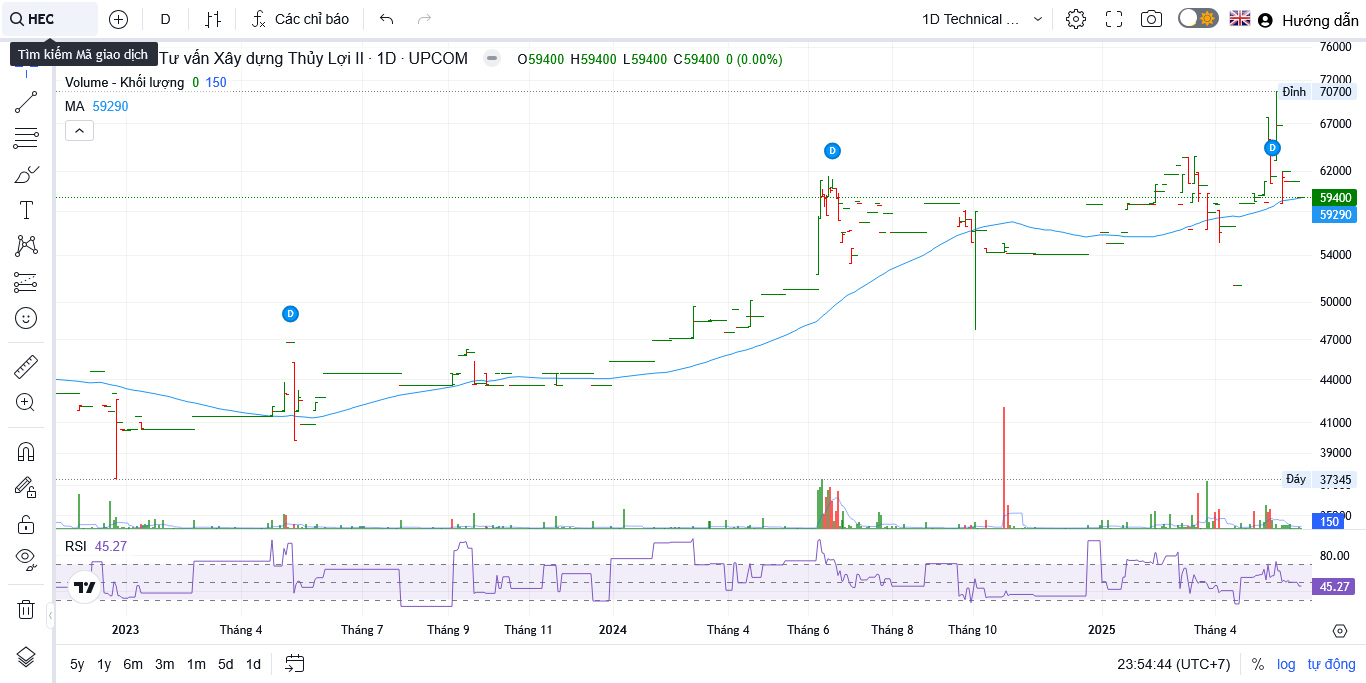 HEC D Các chỉ báo 1D Technical ... Hướng dẫn
Tìm kiếm Mã giao dịch
Tư vấn Xây dựng Thủy Lợi II · 1D · UPCOM O59400 H59400 L59400 C59400 0 (0.00%)
Volume - Khối lượng 0 150
MA 59290
76000
72000
Đỉnh 70700
67000
62000
59400
59290
54000
50000
47000
44000
41000
39000
Đáy 37345
150
D
D
D
RSI 45.27
80.00
45.27
2023 Tháng 4 Tháng 7 Tháng 9 Tháng 11 2024 Tháng 4 Tháng 6 Tháng 8 Tháng 10 2025 Tháng 4
5y 1y 6m 3m 1m 5d 1d 23:54:44 (UTC+7) % log tự động